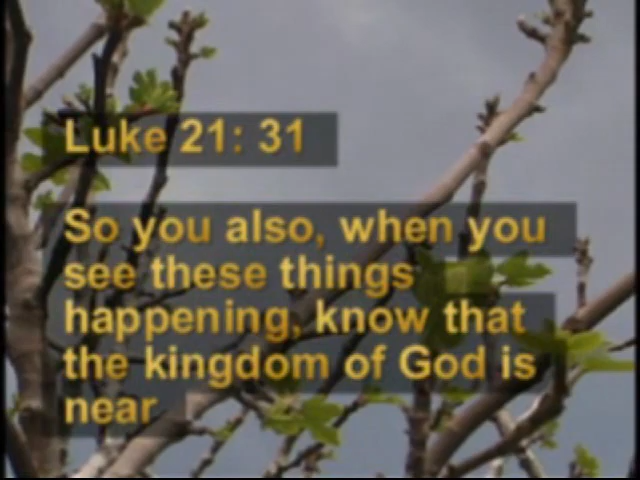 Luke 21: 31
So you also, when you
see these things
happening, know that
the kingdom of God is
near